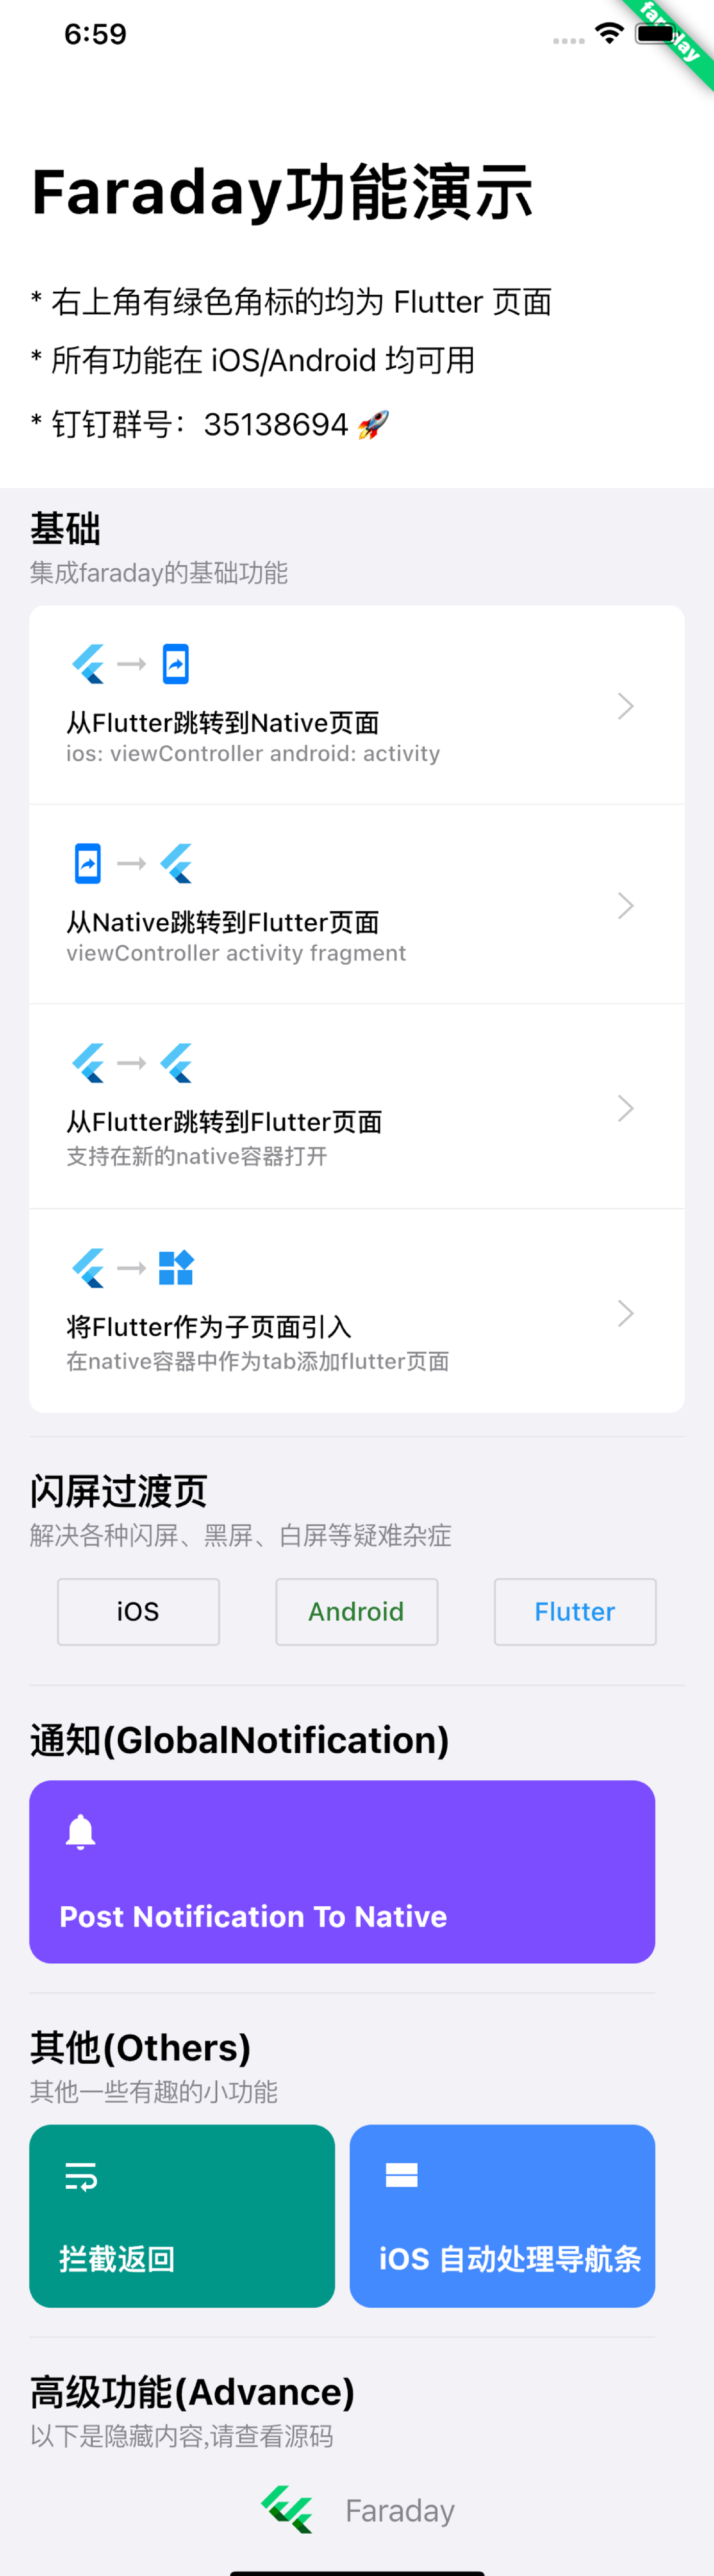 6:59
faraday
Faraday功能演示
* 右上角有绿色角标的均为 Flutter 页面
* 所有功能在 iOS/Android 均可用
* 钉钉群号：35138694 🚀
基础
集成faraday的基础功能
从Flutter跳转到Native页面
ios: viewController android: activity
从Native跳转到Flutter页面
viewController activity fragment
从Flutter跳转到Flutter页面
支持在新的native容器打开
将Flutter作为子页面引入
在native容器中作为tab添加flutter页面
闪屏过渡页
解决各种闪屏、黑屏、白屏等疑难杂症
iOS
Android
Flutter
通知(GlobalNotification)
Post Notification To Native
其他(Others)
其他一些有趣的小功能
拦截返回
iOS 自动处理导航条
高级功能(Advance)
以下是隐藏内容,请查看源码
Faraday